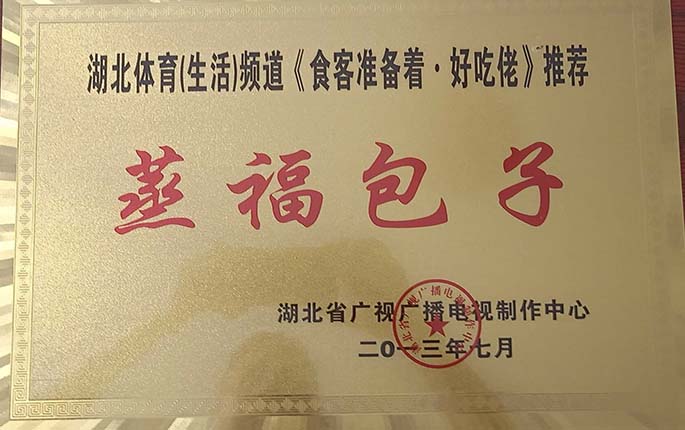 湖北体育(生活)频道《食客准备着·好吃佬》推荐
蒸福包子
湖北省广视广播电视制作中心
二〇一三年七月